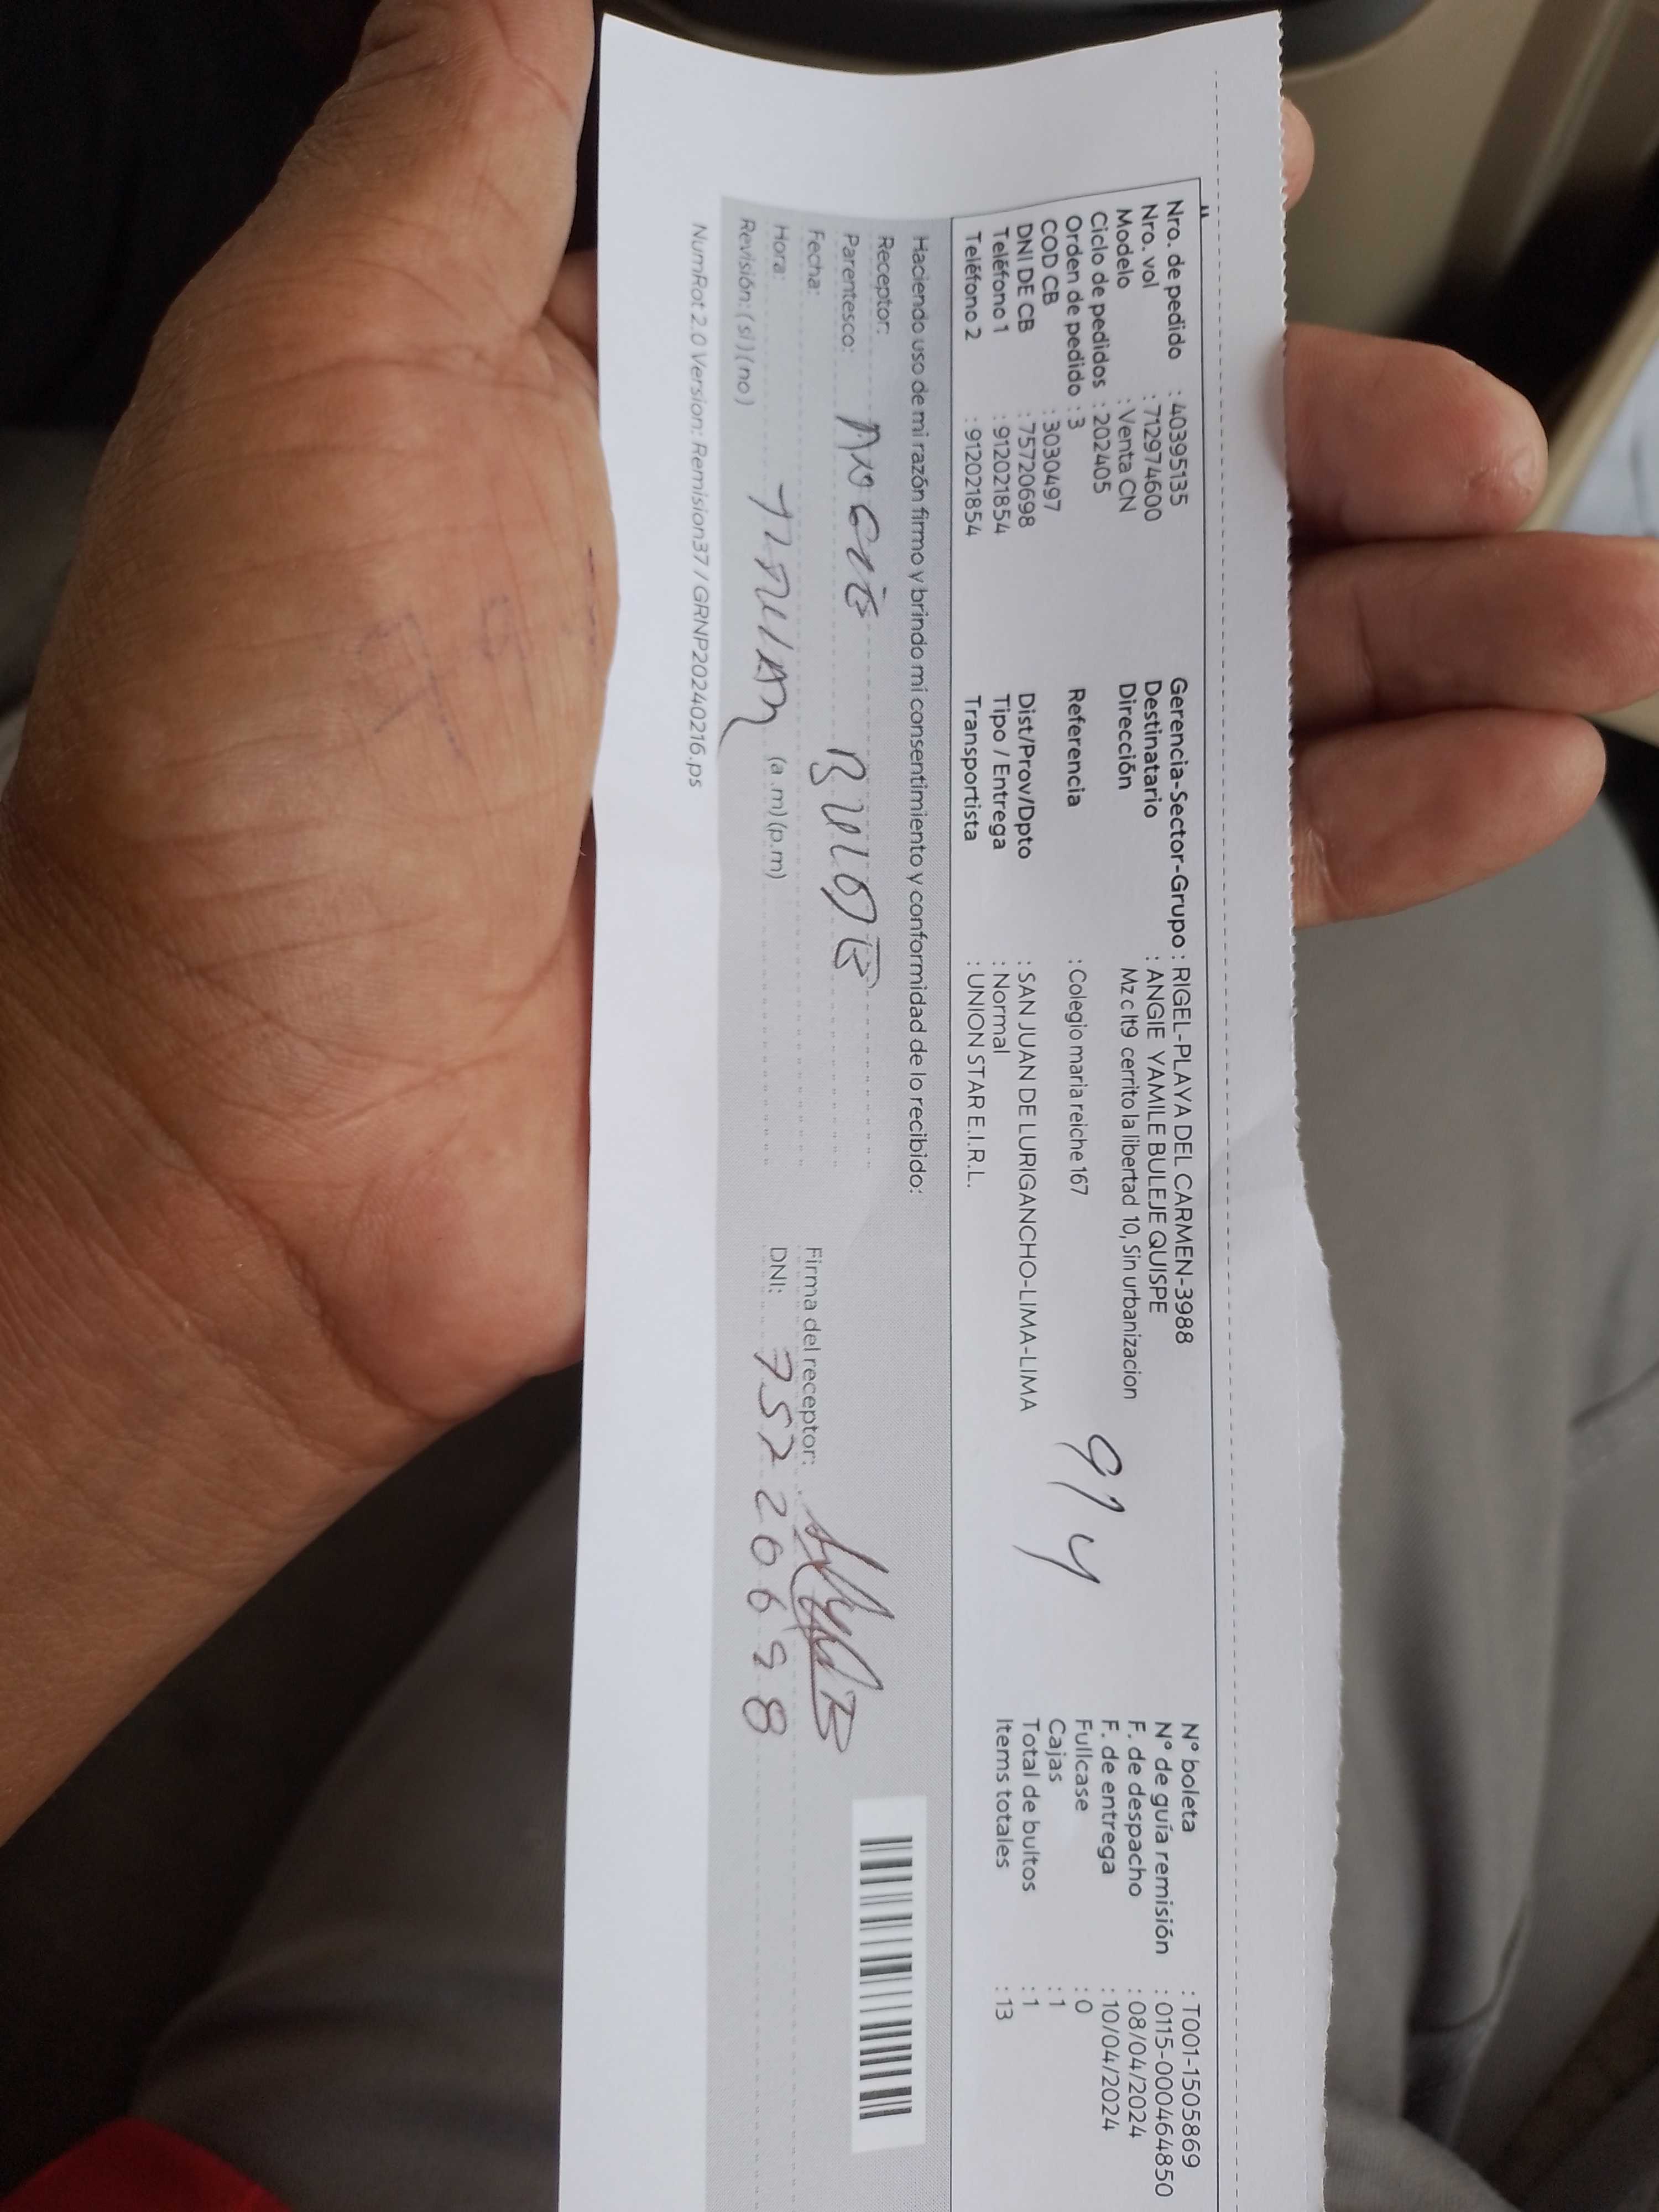 Nro. de pedido : 40395135
Nro. vol : 712974600
Modelo : Venta CN
Ciclo de pedidos : 202405
Orden de pedido : 3
COD CB : 3030497
DNI DE CB : 75720698
Teléfono 1 : 912021854
Teléfono 2 : 912021854
Gerencia-Sector-Grupo : RIGEL-PLAYA DEL CARMEN-3988
Destinatario : ANGIE YAMILE BULEJE QUISPE
Dirección Mz c lt9 cerrito la libertad 10, Sin urbanizacion
Referencia : Colegio maria reiche 167
Dist/Prov/Dpto : SAN JUAN DE LURIGANCHO-LIMA-LIMA
Tipo / Entrega : Normal
Transportista : UNION STAR E.I.R.L.
9/4
N° boleta : T001-1505869
N° de guía remisión : 0115-000464850
F. de despacho : 08/04/2024
F. de entrega : 10/04/2024
Fullcase : 0
Cajas : 1
Total de bultos : 1
Items totales : 13
Haciendo uso de mi razón firmo y brindo mi consentimiento y conformidad de lo recibido:
Receptor:
Parentesco:
Fecha:
Hora: (a.m) (p.m)
Revisión: (si) (no)
Firma del receptor:
DNI: 75720698
NumRot 2.0 Version: Remision37 / GRNP20240216.ps